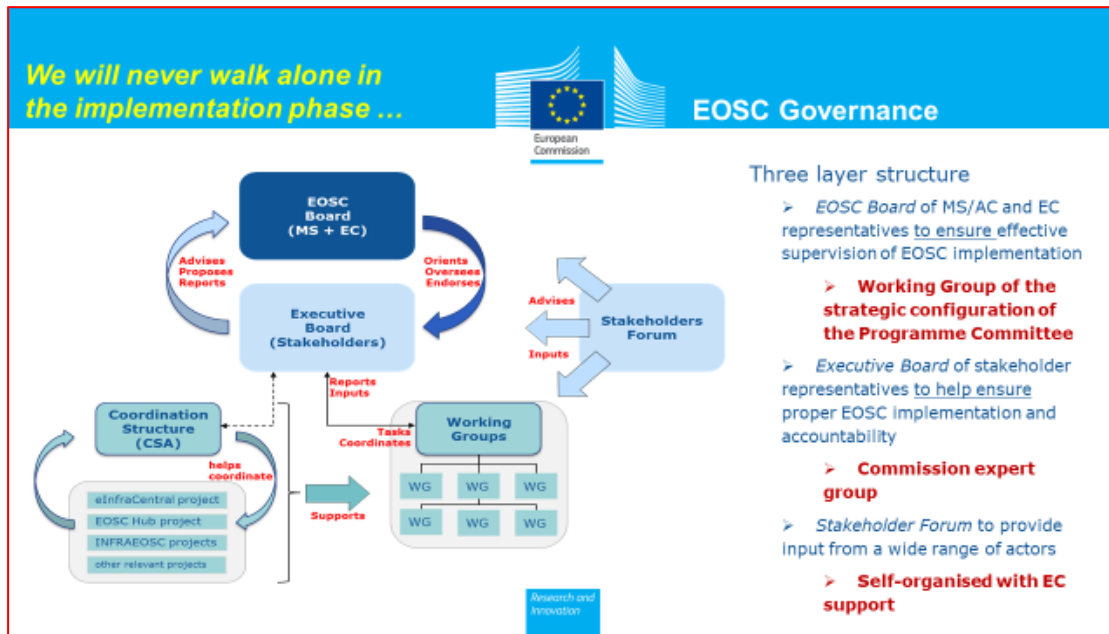 We will never walk alone in
the implementation phase ...
European
Commission
EOSC Governance
EOSC
Board
(MS + EC)
Advises
Proposes
Reports
Orients
Oversees
Endorses
Executive
Board
(Stakeholders)
Advises
Inputs
Stakeholders
Forum
Reports
Inputs
Coordination
Structure
(CSA)
Tasks
Coordinates
Working
Groups
helps
coordinate
eInfraCentral project
EOSC Hub project
INFRAEOSC projects
other relevant projects
Supports
WG WG WG
WG WG WG
Three layer structure
➢ EOSC Board of MS/AC and EC
representatives to ensure effective
supervision of EOSC implementation
➢ Working Group of the
strategic configuration of
the Programme Committee
➢ Executive Board of stakeholder
representatives to help ensure
proper EOSC implementation and
accountability
➢ Commission expert
group
➢ Stakeholder Forum to provide
input from a wide range of actors
➢ Self-organised with EC
support
Research and
Innovation